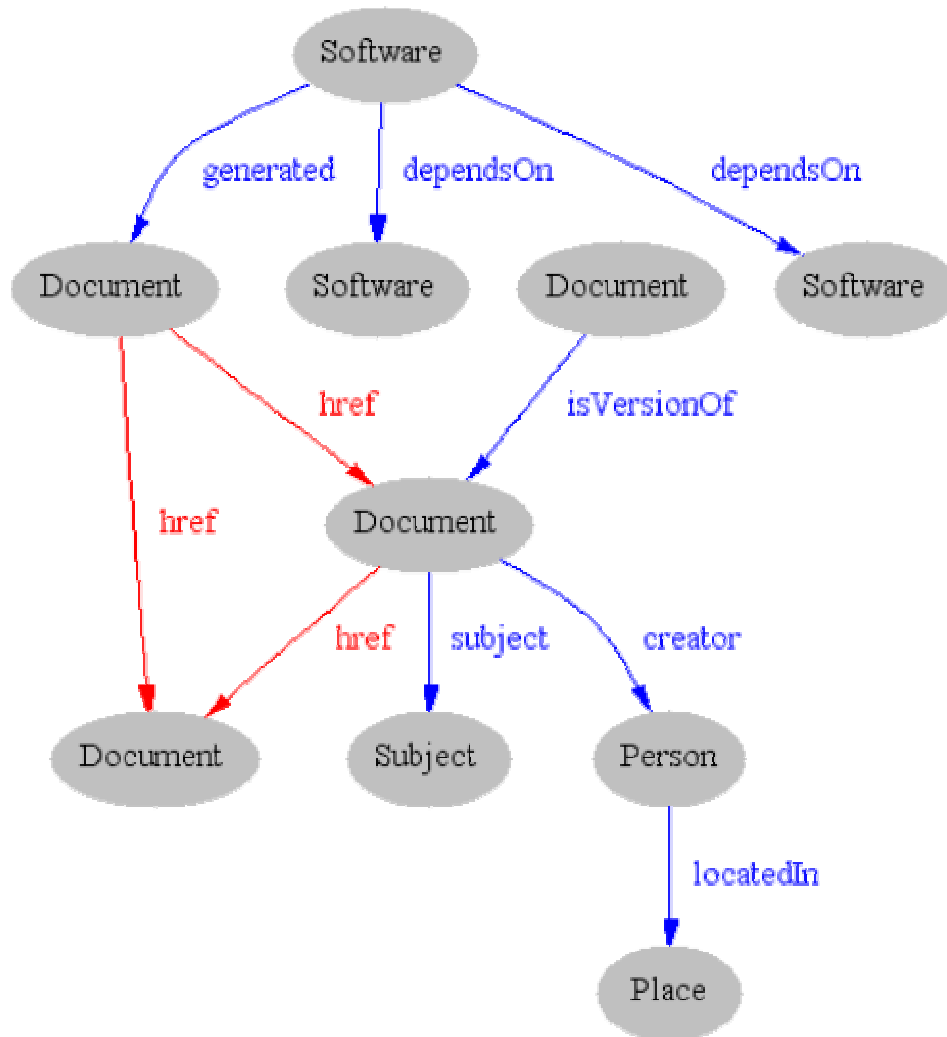 Software
generated
dependsOn
dependsOn
Document
Software
Document
Software
href
isVersionOf
href
Document
href
subject
creator
Document
Subject
Person
locatedIn
Place